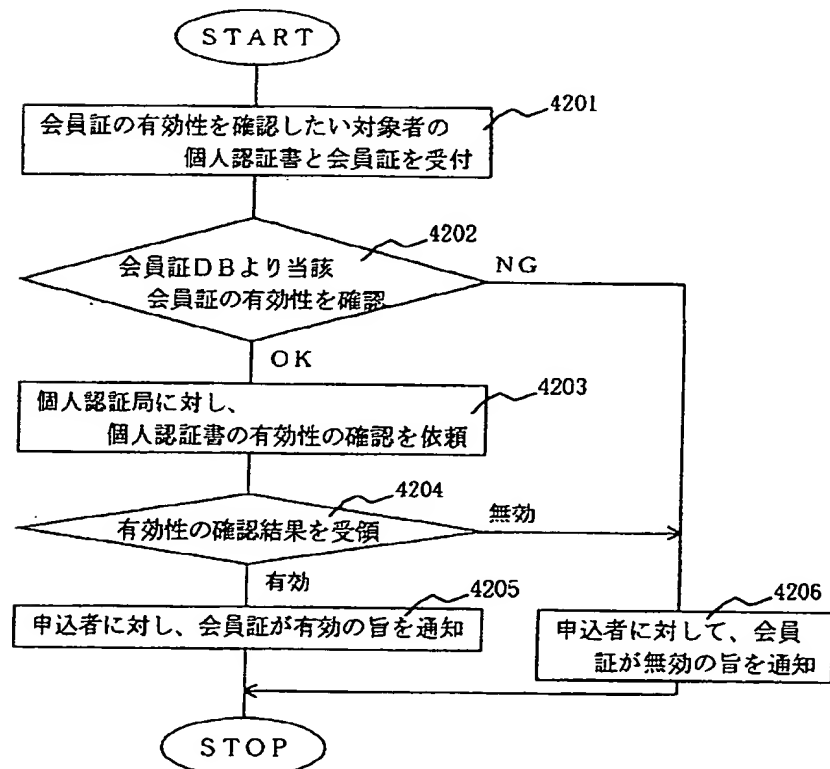 START
4201
会員証の有効性を確認したい対象者の
個人認証書と会員証を受付
4202
会員証DBより当該
会員証の有効性を確認
NG
OK
4203
個人認証局に対し、
個人認証書の有効性の確認を依頼
4204
有効性の確認結果を受領
無効
有効
4205
申込者に対し、会員証が有効の旨を通知
4206
申込者に対して、会員
証が無効の旨を通知
STOP